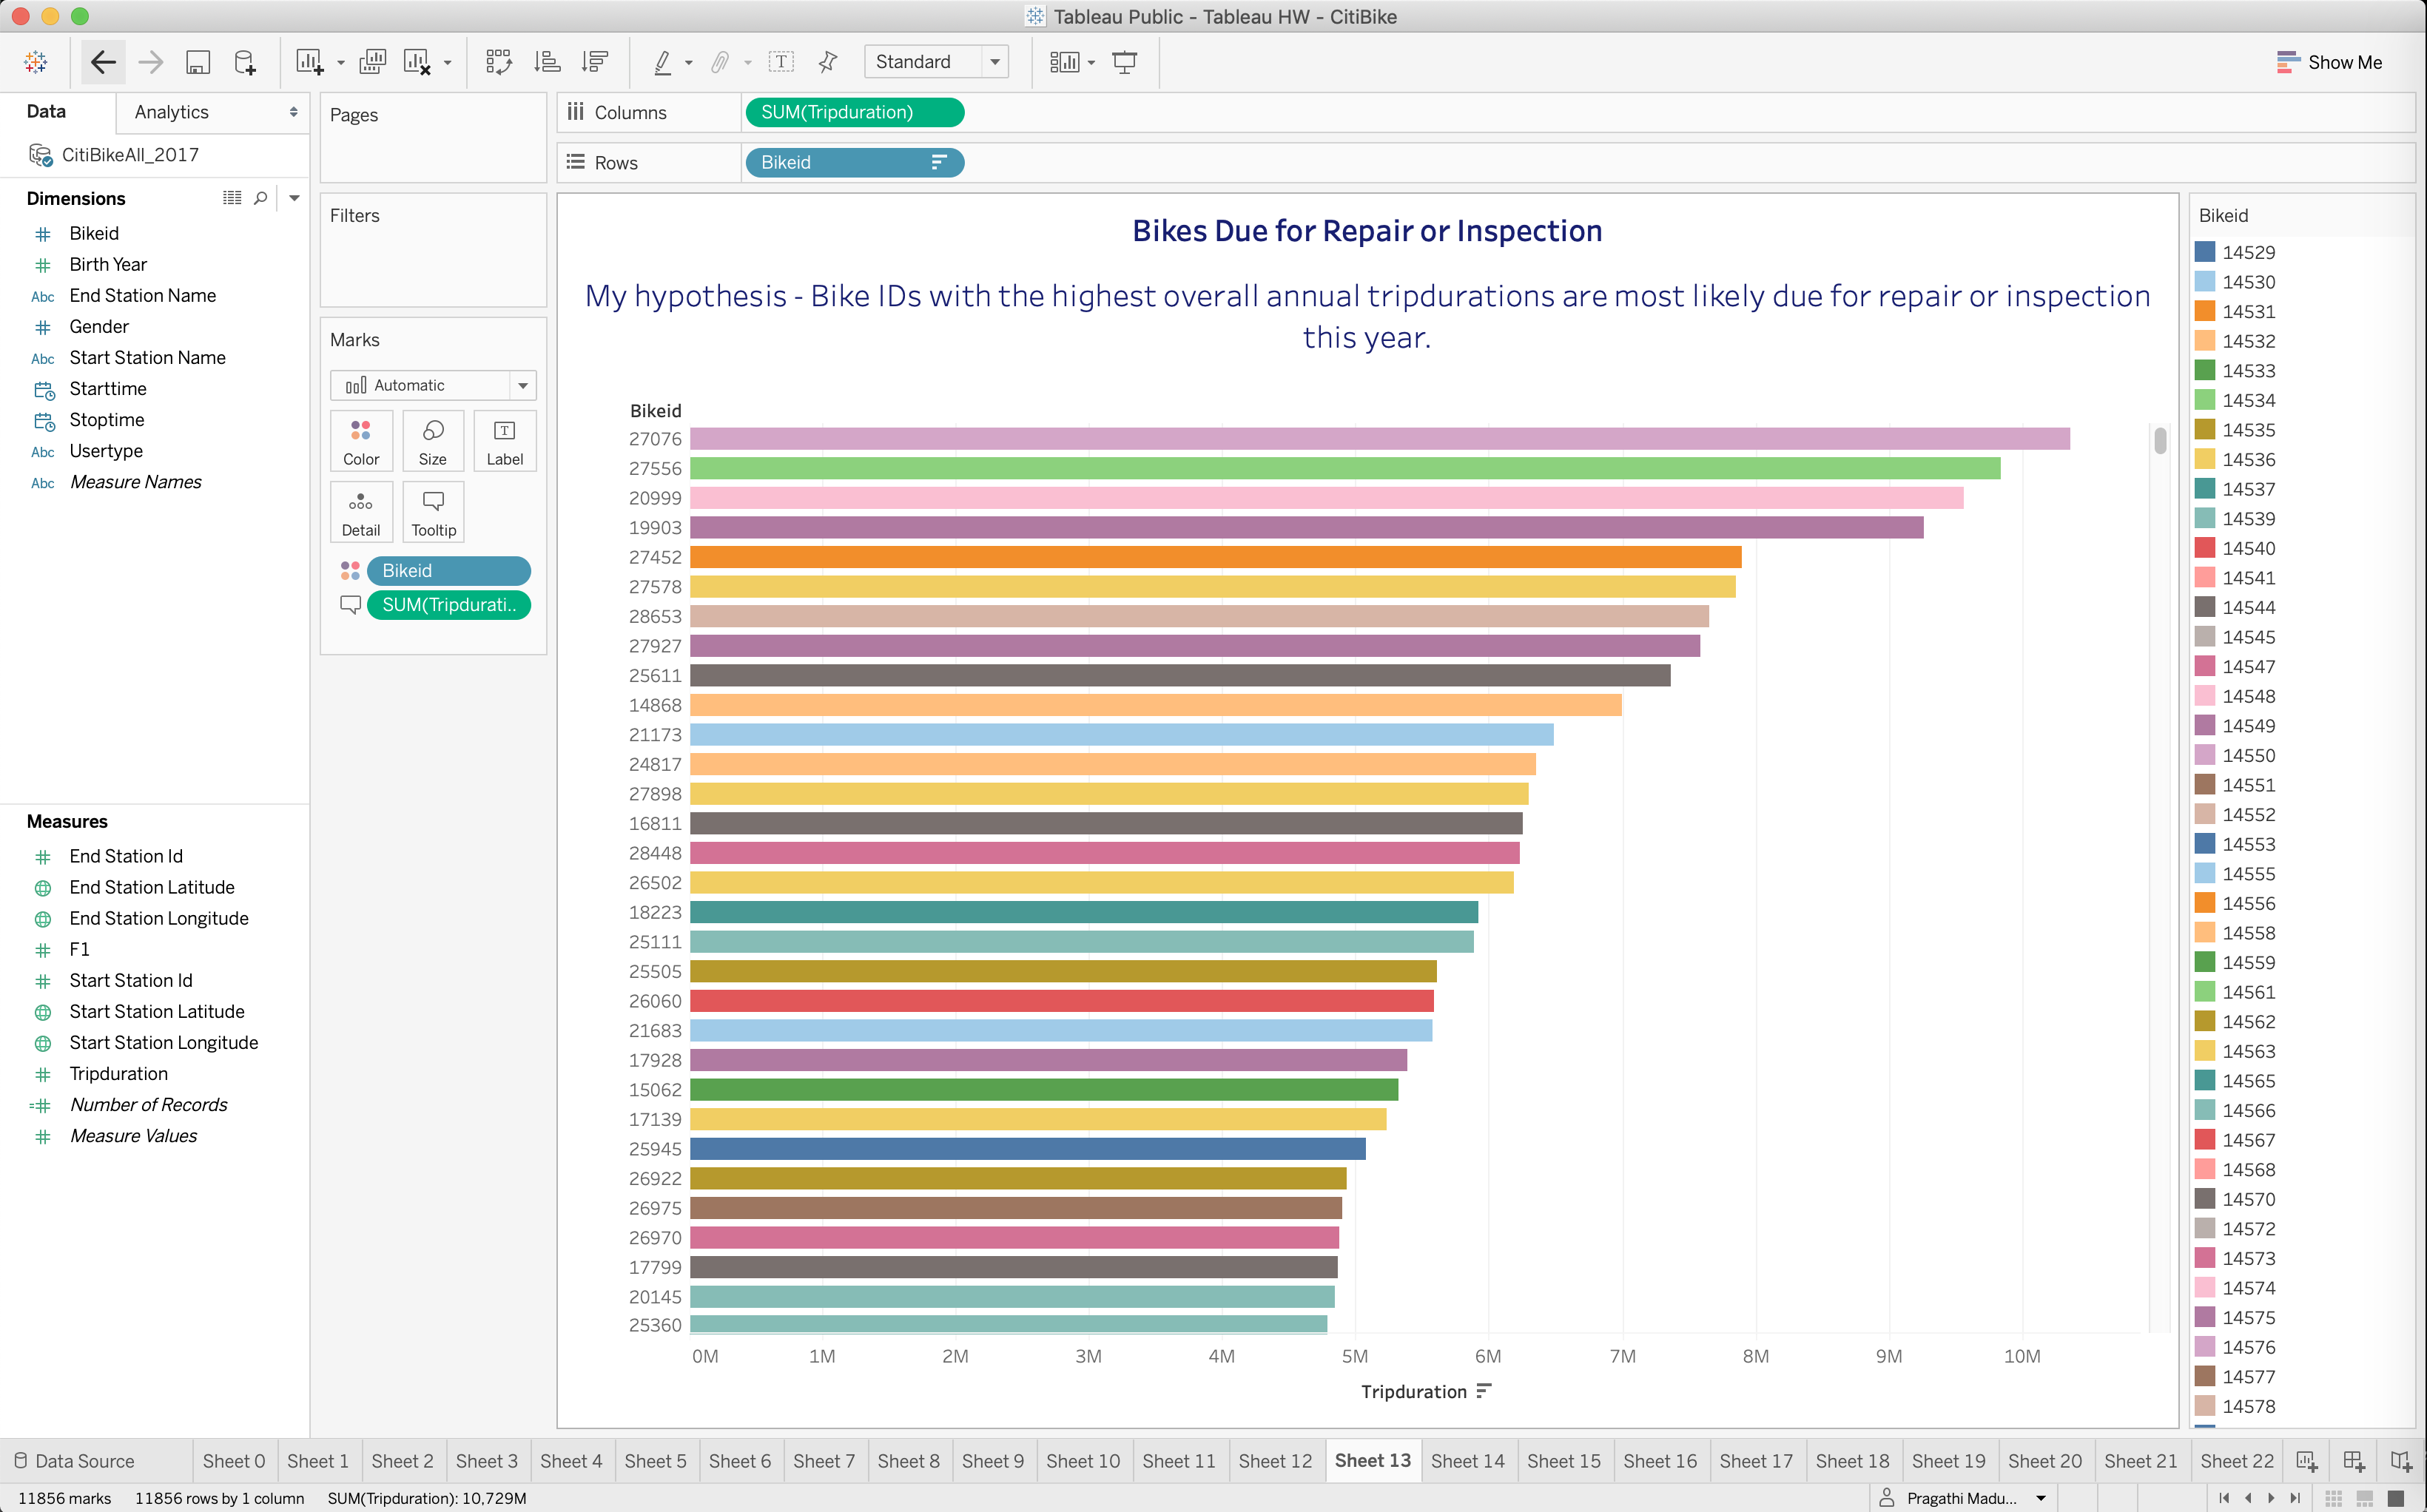 Tableau Public - Tableau HW - CitiBike
Standard
Show Me
Data
Analytics
CitiBikeAll_2017
Dimensions
Bikeid
Birth Year
Abc End Station Name
Gender
Abc Start Station Name
Starttime
Stoptime
Abc Usertype
Abc Measure Names
Measures
End Station Id
End Station Latitude
End Station Longitude
F1
Start Station Id
Start Station Latitude
Start Station Longitude
Tripduration
Number of Records
Measure Values
Pages
Filters
Marks
Automatic
Color
Size
Label
Detail
Tooltip
Bikeid
SUM(Tripdurati..
Columns
SUM(Tripduration)
Rows
Bikeid
Bikes Due for Repair or Inspection
My hypothesis - Bike IDs with the highest overall annual tripdurations are most likely due for repair or inspection
this year.
Bikeid
27076
27556
20999
19903
27452
27578
28653
27927
25611
14868
21173
24817
27898
16811
28448
26502
18223
25111
25505
26060
21683
17928
15062
17139
25945
26922
26975
26970
17799
20145
25360
0M 1M 2M 3M 4M 5M 6M 7M 8M 9M 10M
Tripduration
Bikeid
14529
14530
14531
14532
14533
14534
14535
14536
14537
14539
14540
14541
14544
14545
14547
14548
14549
14550
14551
14552
14553
14555
14556
14558
14559
14561
14562
14563
14565
14566
14567
14568
14570
14572
14573
14574
14575
14576
14577
14578
Data Source Sheet 0 Sheet 1 Sheet 2 Sheet 3 Sheet 4 Sheet 5 Sheet 6 Sheet 7 Sheet 8 Sheet 9 Sheet 10 Sheet 11 Sheet 12 Sheet 13 Sheet 14 Sheet 15 Sheet 16 Sheet 17 Sheet 18 Sheet 19 Sheet 20 Sheet 21 Sheet 22
11856 marks 11856 rows by 1 column SUM(Tripduration): 10,729M Pragathi Madu...